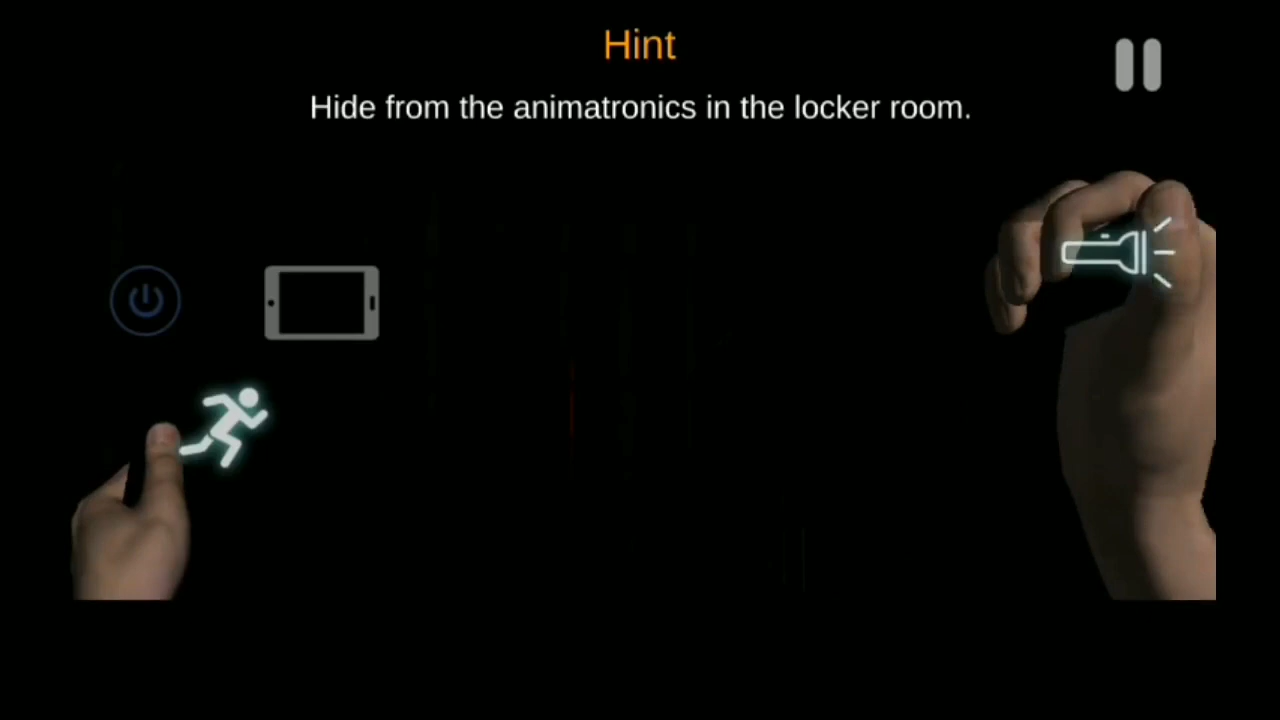 Hint
Hide from the animatronics in the locker room.